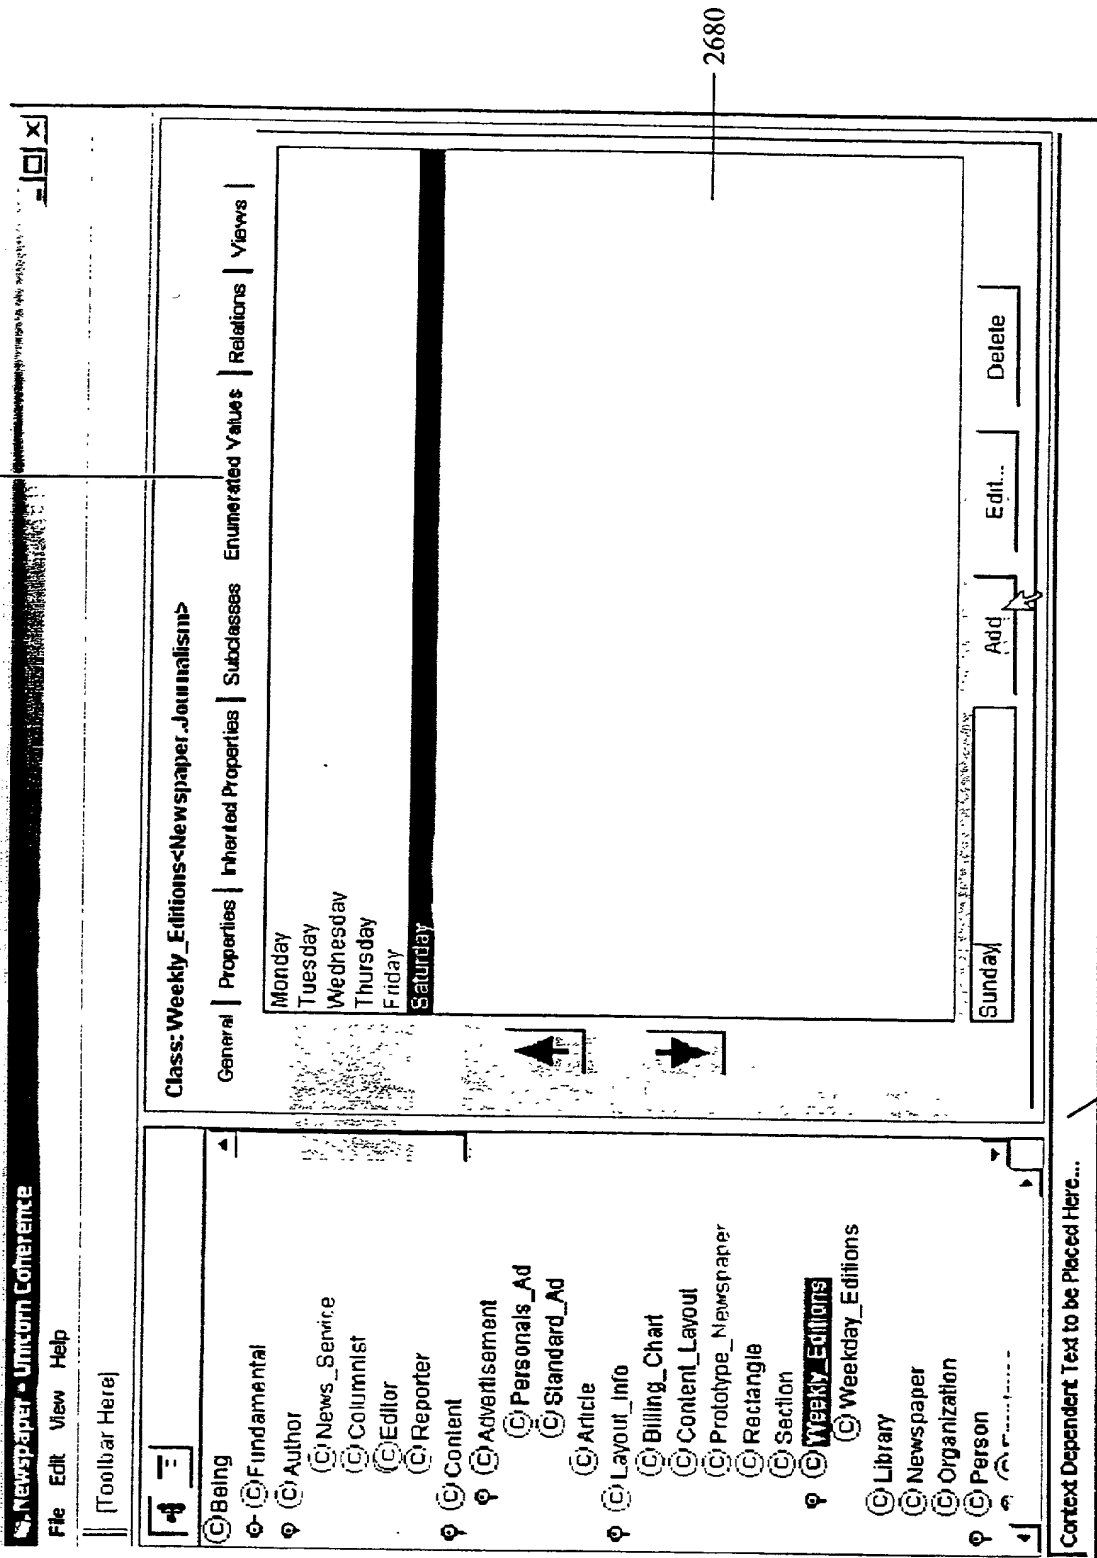 Newspaper - Unicorn Coherence
File Edit View Help
[Toolbar Here]
Being
Fundamental
Author
News_Service
Columnist
Editor
Reporter
Content
Advertisement
Personals_Ad
Standard_Ad
Article
Layout_Info
Billing_Chart
Content_Layout
Prototype_Newspaper
Rectangle
Section
Weekly_Editions
Weekday_Editions
Library
Newspaper
Organization
Person
Class: Weekly_Editions<Newspaper.Journalism>
General Properties Inherited Properties Subclasses Enumerated Values Relations Views
Monday
Tuesday
Wednesday
Thursday
Friday
Saturday
Sunday
Add
Edit...
Delete
Context Dependent Text to be Placed Here...
2680